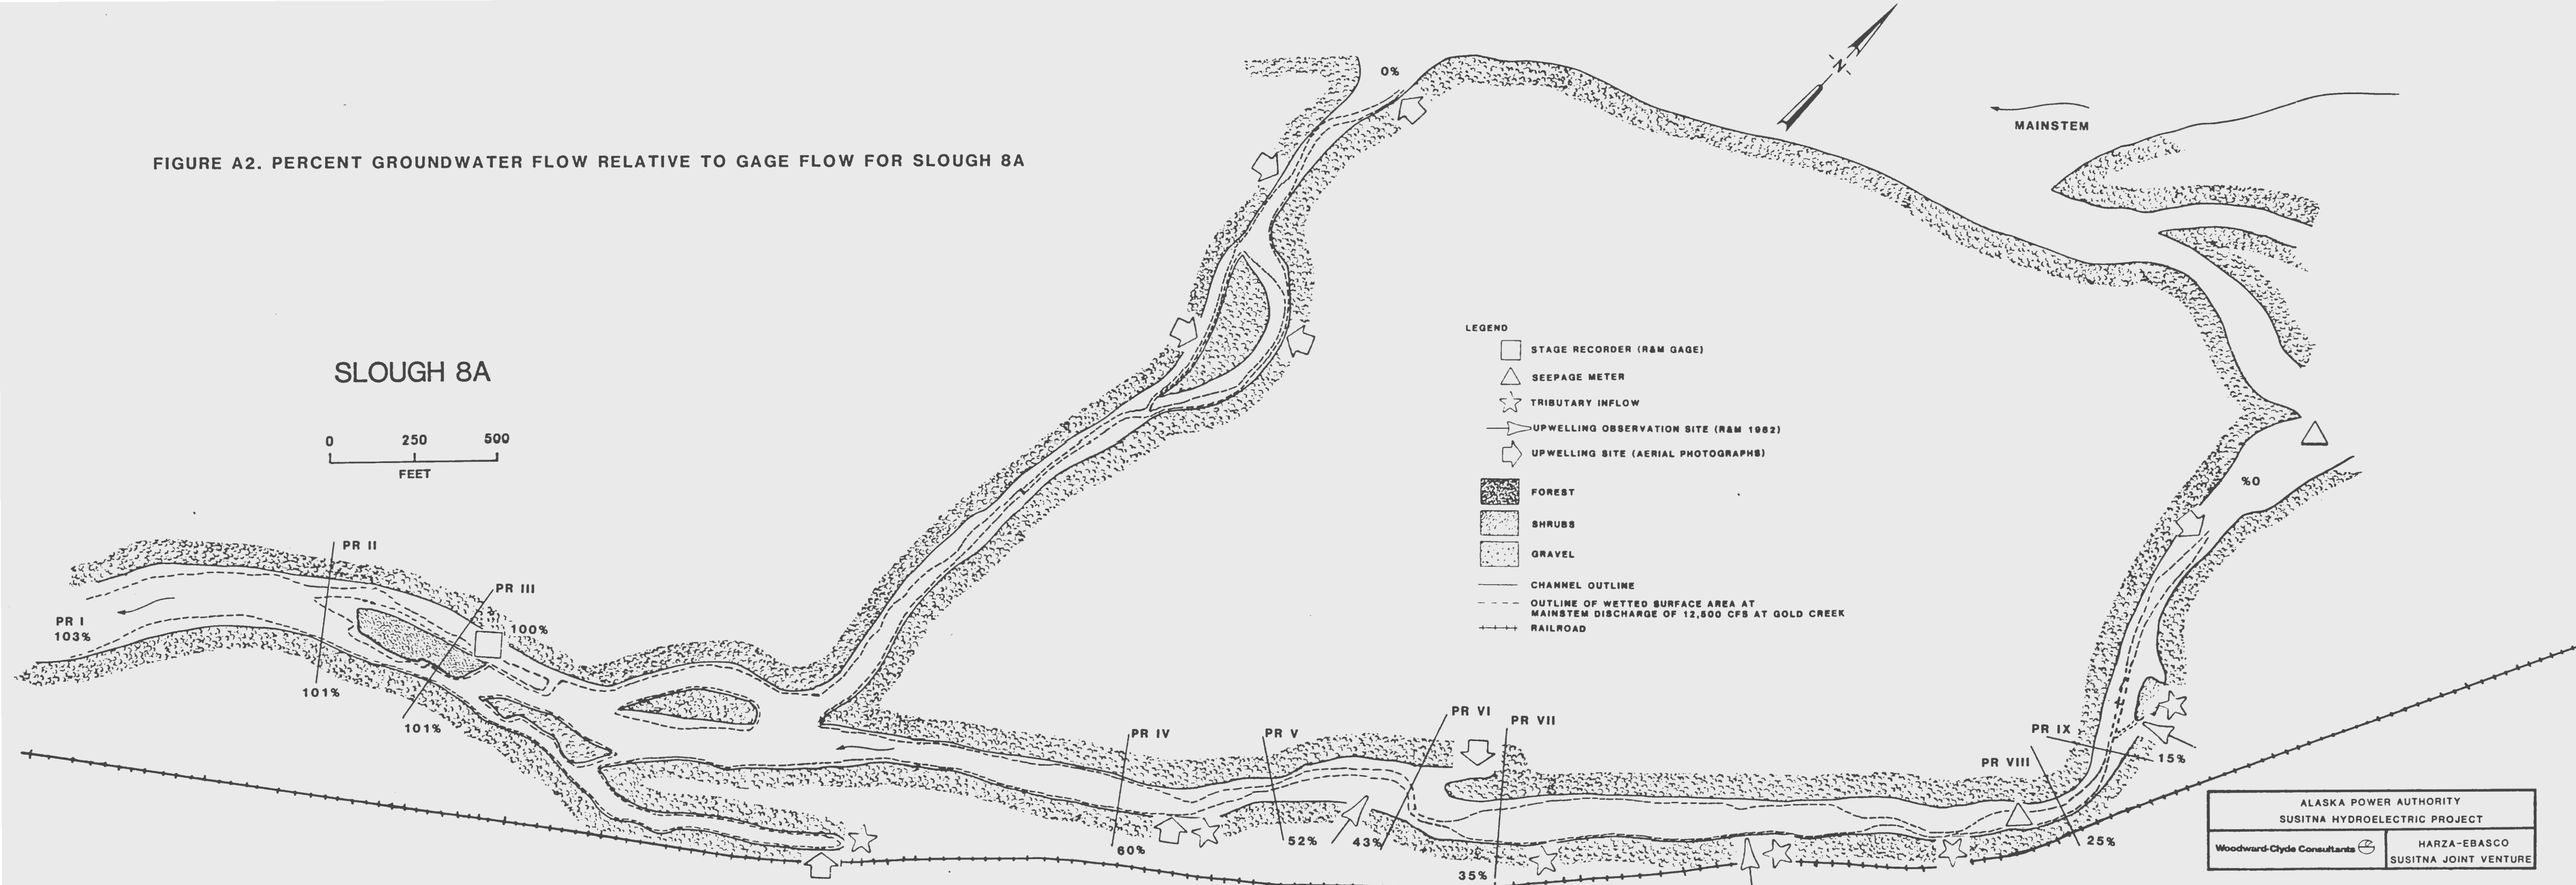 0%
N
MAINSTEM
FIGURE A2. PERCENT GROUNDWATER FLOW RELATIVE TO GAGE FLOW FOR SLOUGH 8A
SLOUGH 8A
0 250 500
FEET
LEGEND
STAGE RECORDER (R&M GAGE)
SEEPAGE METER
TRIBUTARY INFLOW
UPWELLING OBSERVATION SITE (R&M 1982)
UPWELLING SITE (AERIAL PHOTOGRAPHS)
FOREST
SHRUBS
GRAVEL
CHANNEL OUTLINE
OUTLINE OF WETTED SURFACE AREA AT
MAINSTEM DISCHARGE OF 12,500 CFS AT GOLD CREEK
RAILROAD
%0
PR II
PR III
PR I
103%
100%
101%
101%
PR IV
PR V
PR VI
PR VII
PR VIII
PR IX
15%
60%
52%
43%
35%
25%
ALASKA POWER AUTHORITY
SUSITNA HYDROELECTRIC PROJECT
Woodward-Clyde Consultants
HARZA-EBASCO
SUSITNA JOINT VENTURE